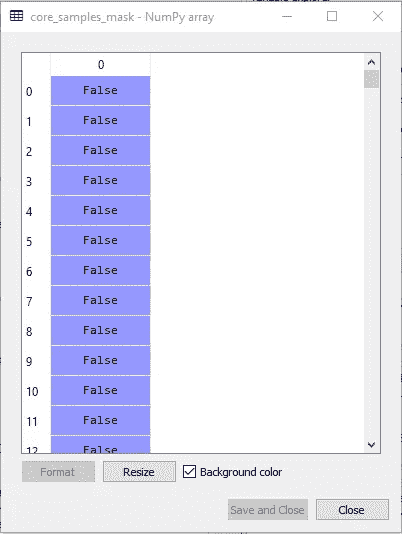 core_samples_mask - NumPy array
0
0 False
1 False
2 False
3 False
4 False
5 False
6 False
7 False
8 False
9 False
10 False
11 False
12 False
Format Resize Background color
Save and Close Close